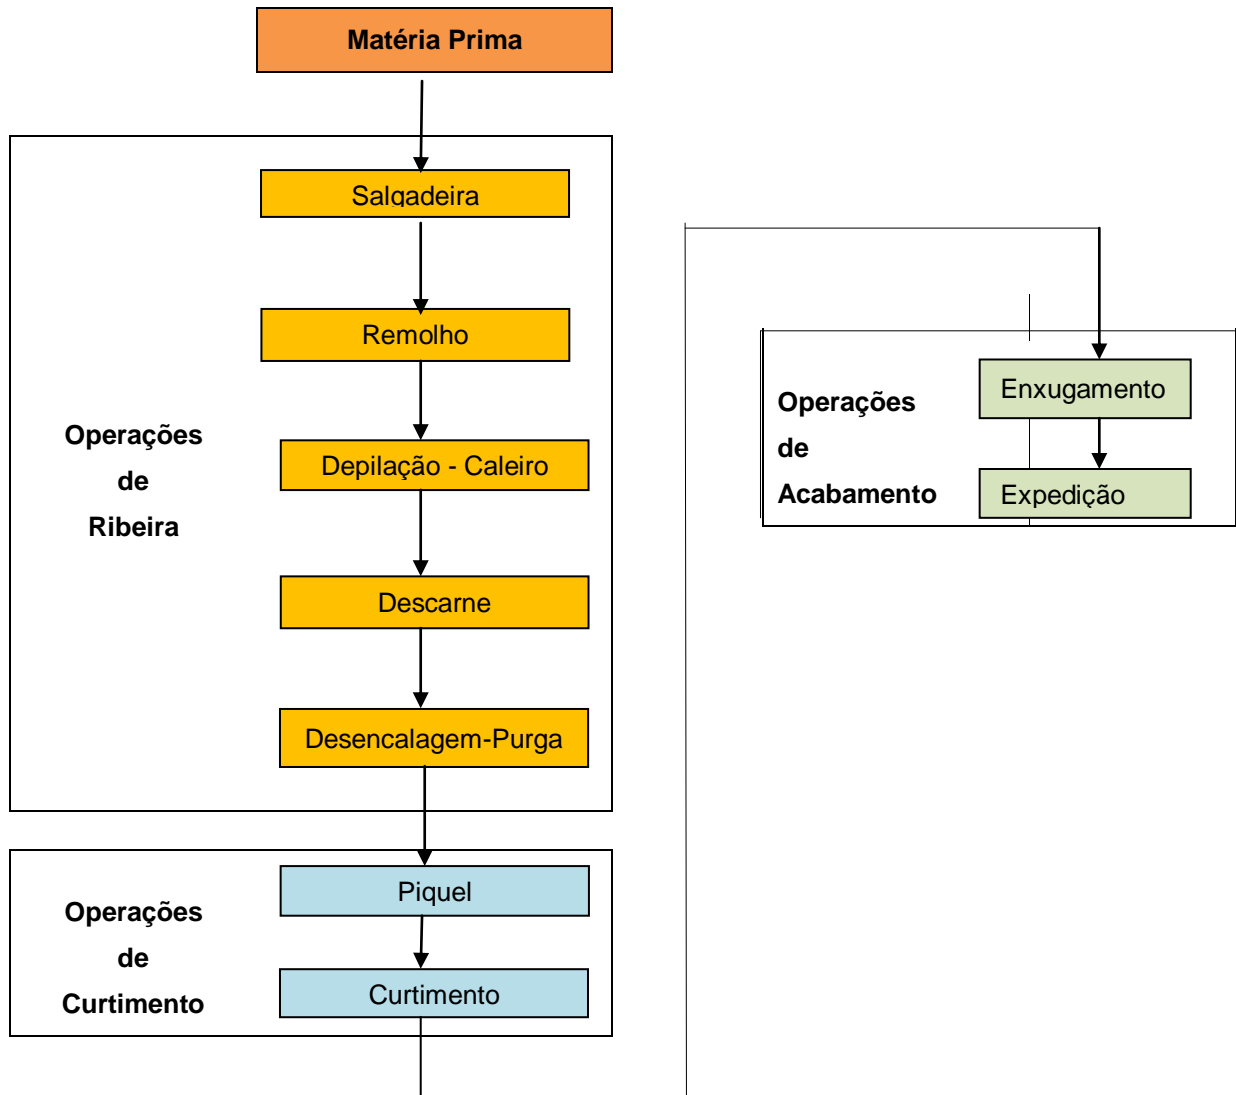 Matéria Prima
Salgadeira
Remolho
Depilação - Caleiro
Descarne
Desencalagem-Purga
Operações
de
Ribeira
Piquel
Curtimento
Operações
de
Curtimento
Enxugamento
Expedição
Operações
de
Acabamento